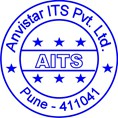 Anvistar ITS Pvt. Ltd.
AITS
Pune - 411041